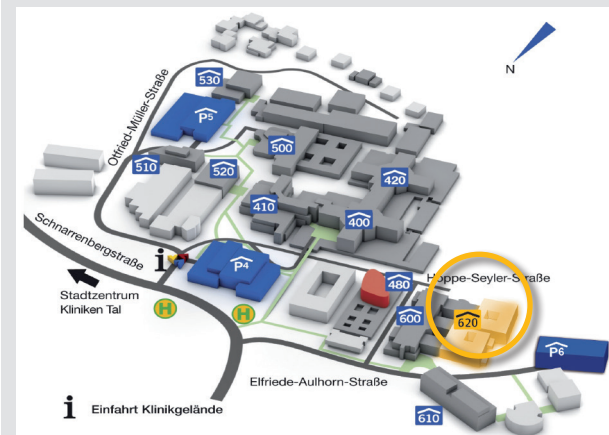 N
530
P5
Otfried-Müller-Straße
500
510
520
420
410
400
Schnarrenbergstraße
i
P4
Hoppe-Seyler-Straße
480
Stadtzentrum
Kliniken Tal
H
H
600
620
P6
Elfriede-Aulhorn-Straße
i Einfahrt Klinikgelände
610